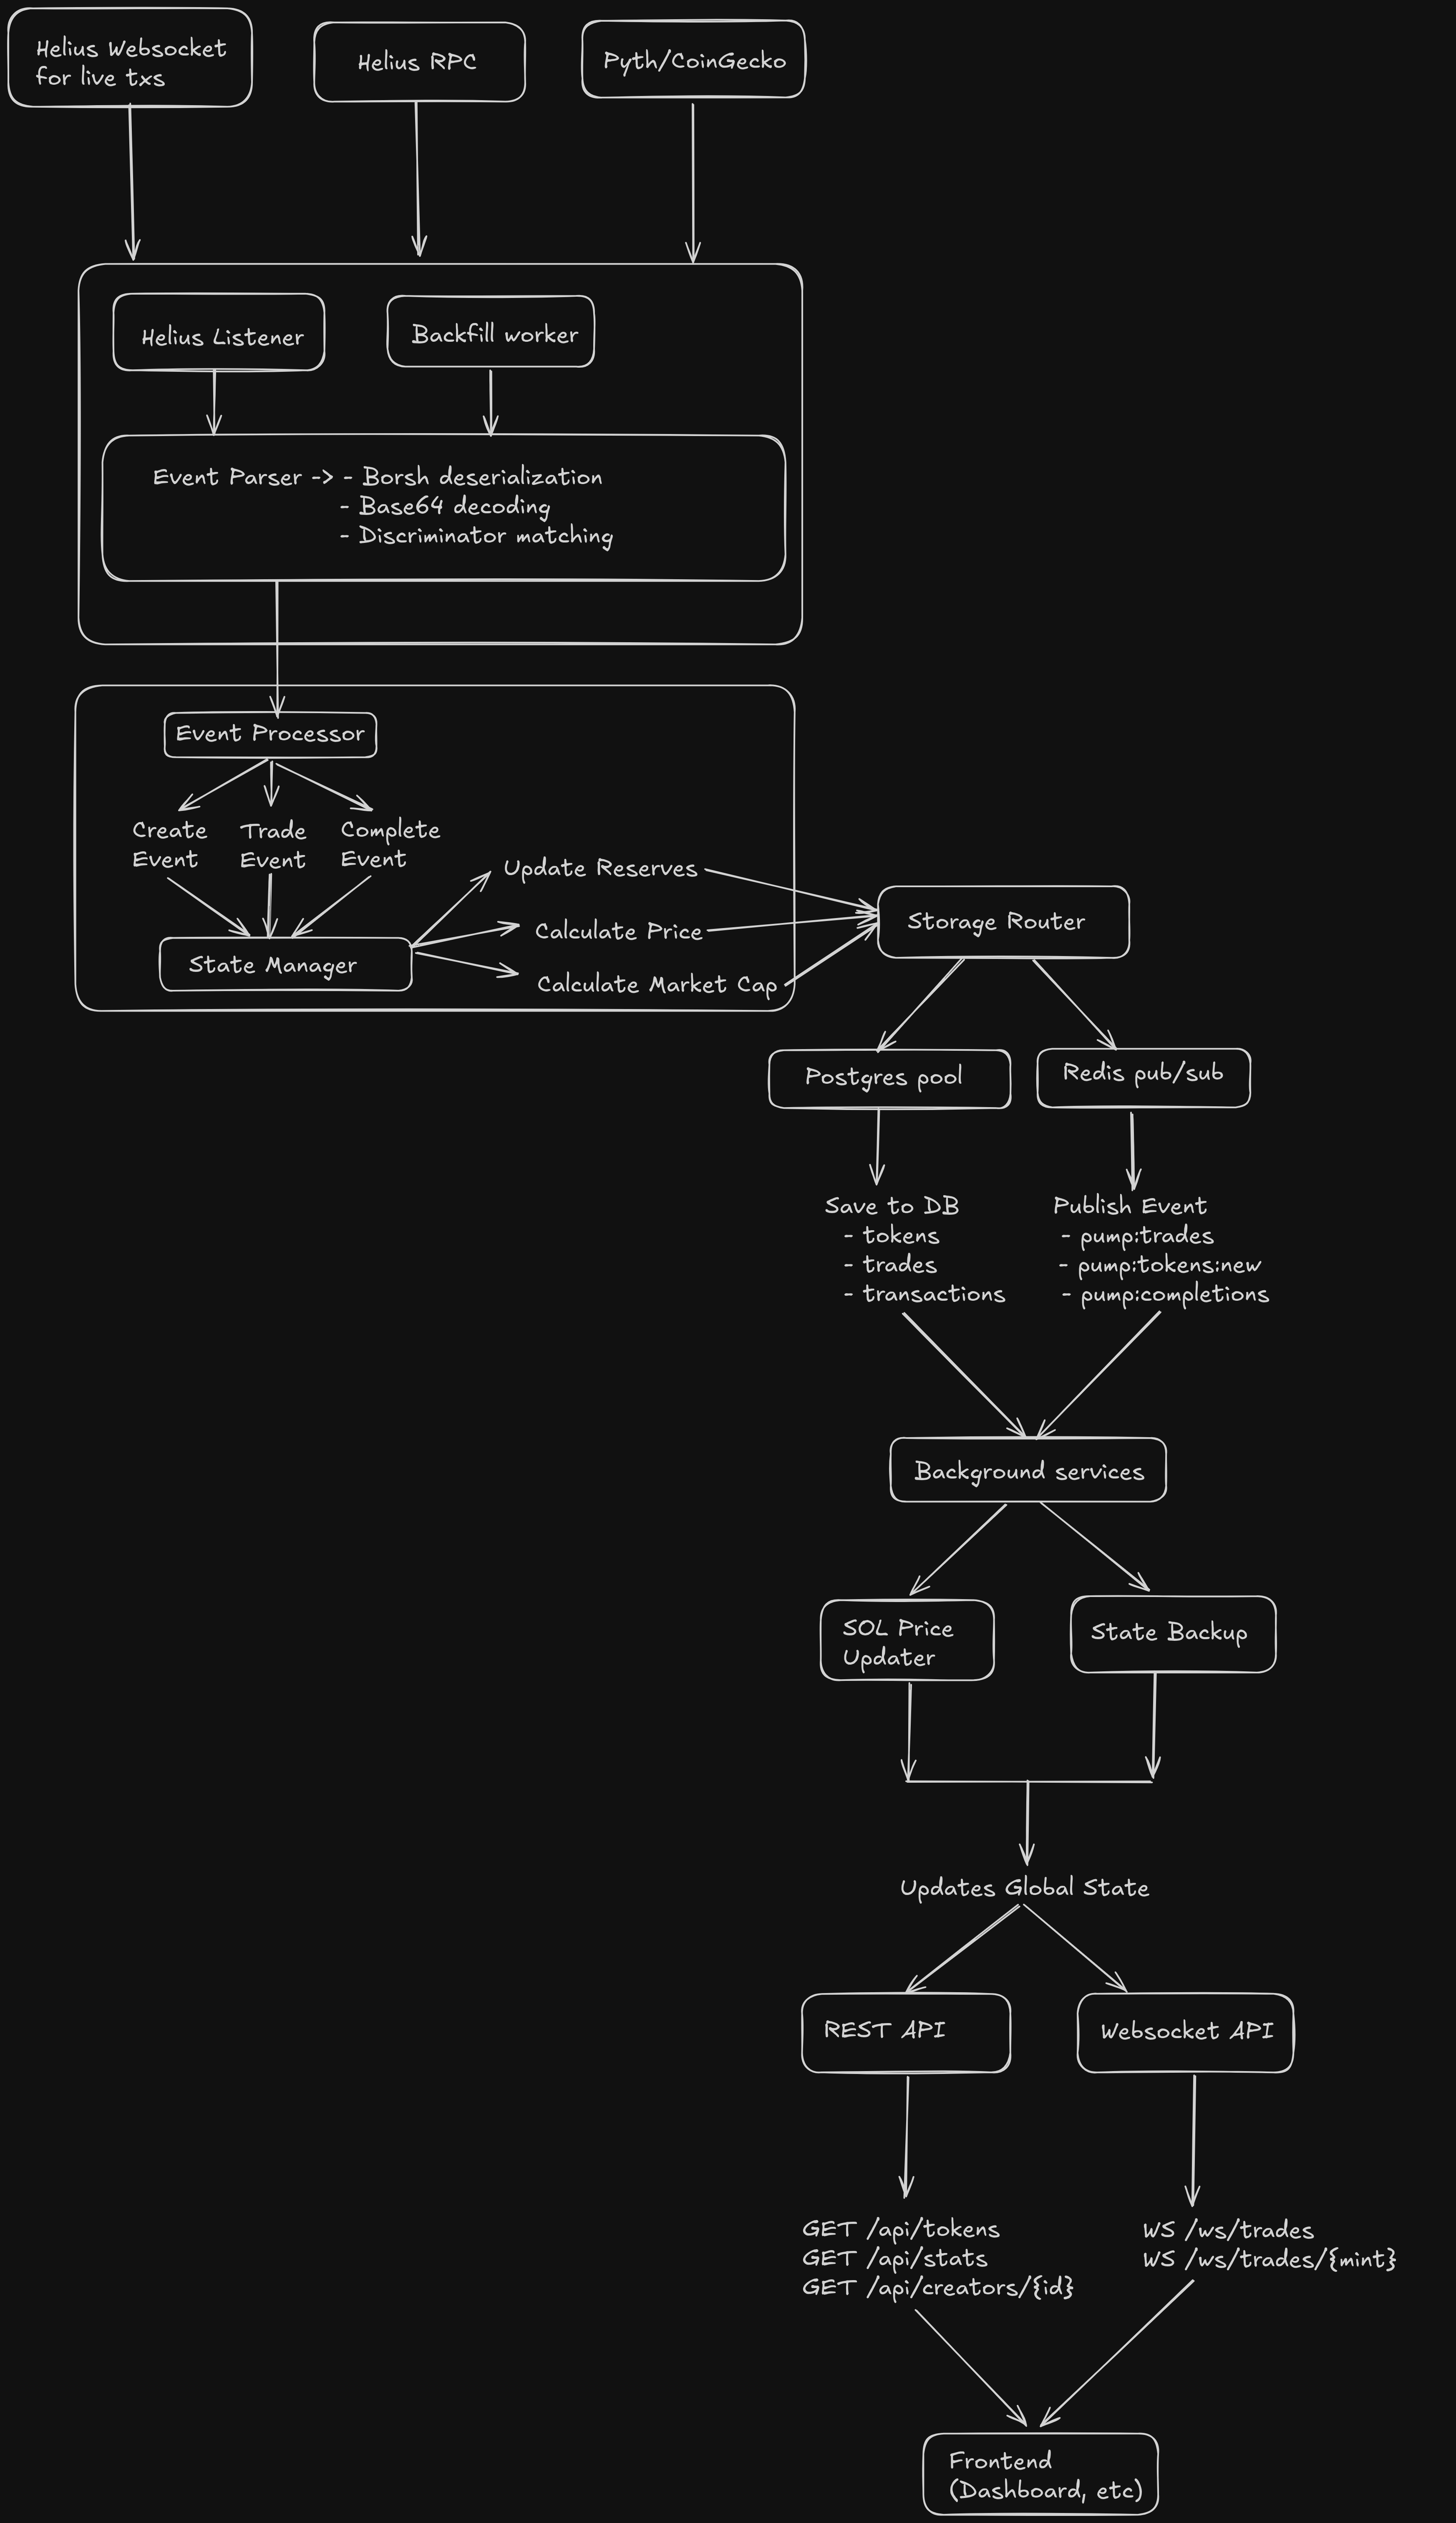 Helius Websocket
for live txs
Helius RPC
Pyth/CoinGecko
Helius Listener
Backfill worker
Event Parser -> - Borsh deserialization
- Base64 decoding
- Discriminator matching
Event Processor
Create
Event
Trade
Event
Complete
Event
State Manager
Update Reserves
Calculate Price
Calculate Market Cap
Storage Router
Postgres pool
Redis pub/sub
Save to DB
- tokens
- trades
- transactions
Publish Event
- pump:trades
- pump:tokens:new
- pump:completions
Background services
SOL Price
Updater
State Backup
Updates Global State
REST API
Websocket API
GET /api/tokens
GET /api/stats
GET /api/creators/{id}
WS /ws/trades
WS /ws/trades/{mint}
Frontend
(Dashboard, etc)